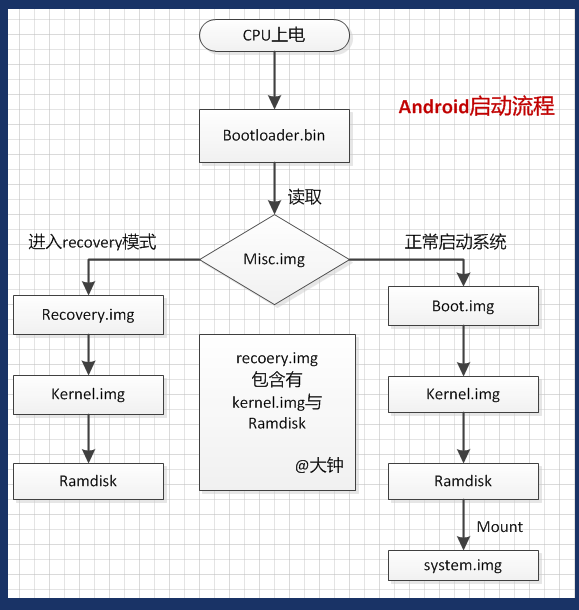 CPU上电
Android启动流程
Bootloader.bin
读取
进入recovery模式
Misc.img
正常启动系统
Recovery.img
Boot.img
recoery.img
包含有
kernel.img与
Ramdisk
@大钟
Kernel.img
Kernel.img
Ramdisk
Ramdisk
Mount
system.img